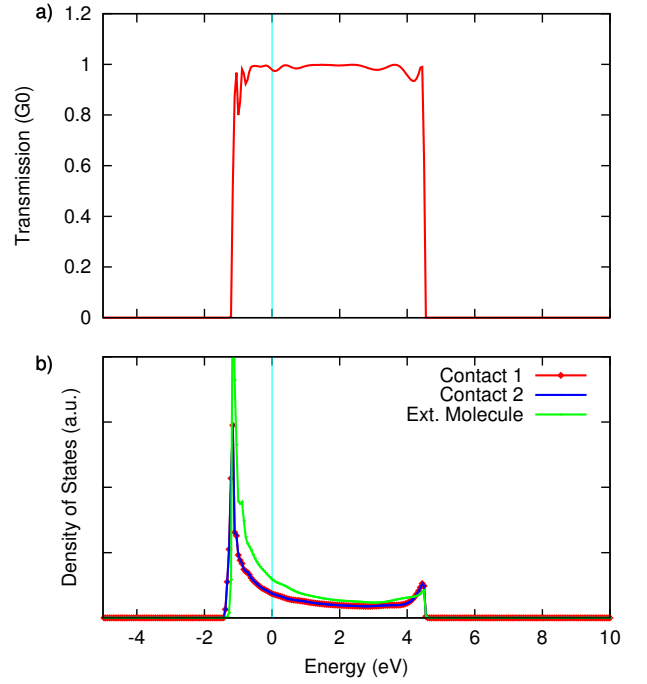 a)
1.2
1
0.8
0.6
0.4
0.2
0
Transmission (G0)
b)
Contact 1
Contact 2
Ext. Molecule
Density of States (a.u.)
-4 -2 0 2 4 6 8 10
Energy (eV)